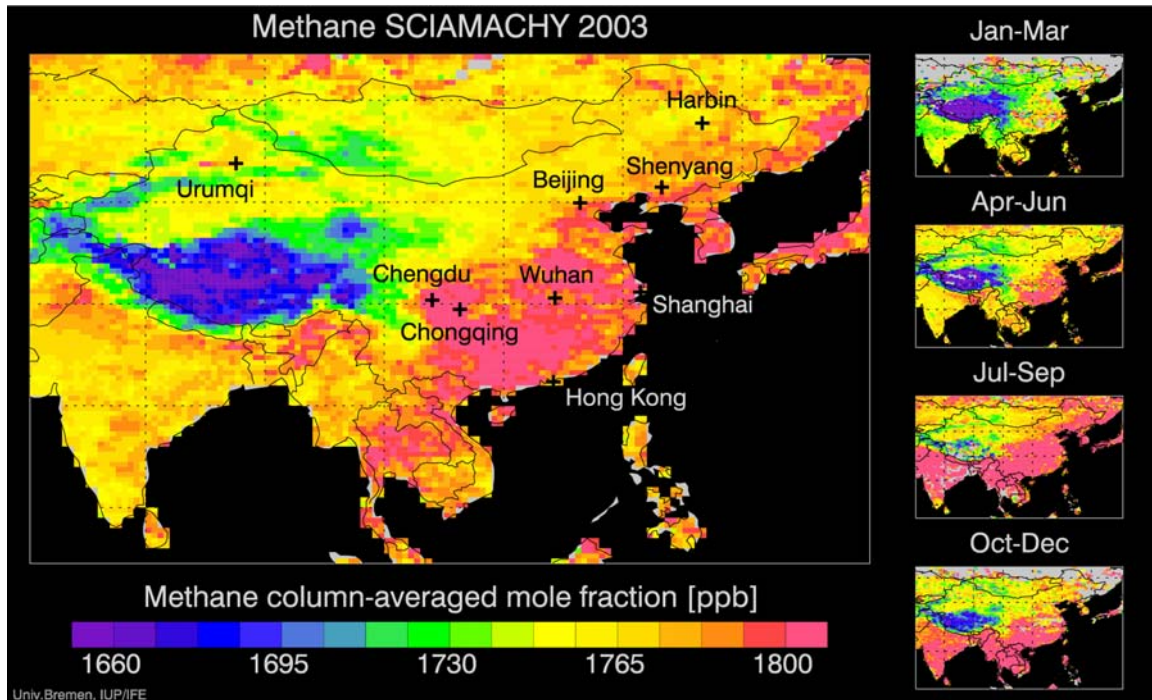 Methane SCIAMACHY 2003
Harbin
Shenyang
Beijing
Urumqi
Chengdu
Wuhan
Shanghai
Chongqing
Hong Kong
Methane column-averaged mole fraction [ppb]
1660 1695 1730 1765 1800
Univ.Bremen, IUP/IFE
Jan-Mar
Apr-Jun
Jul-Sep
Oct-Dec